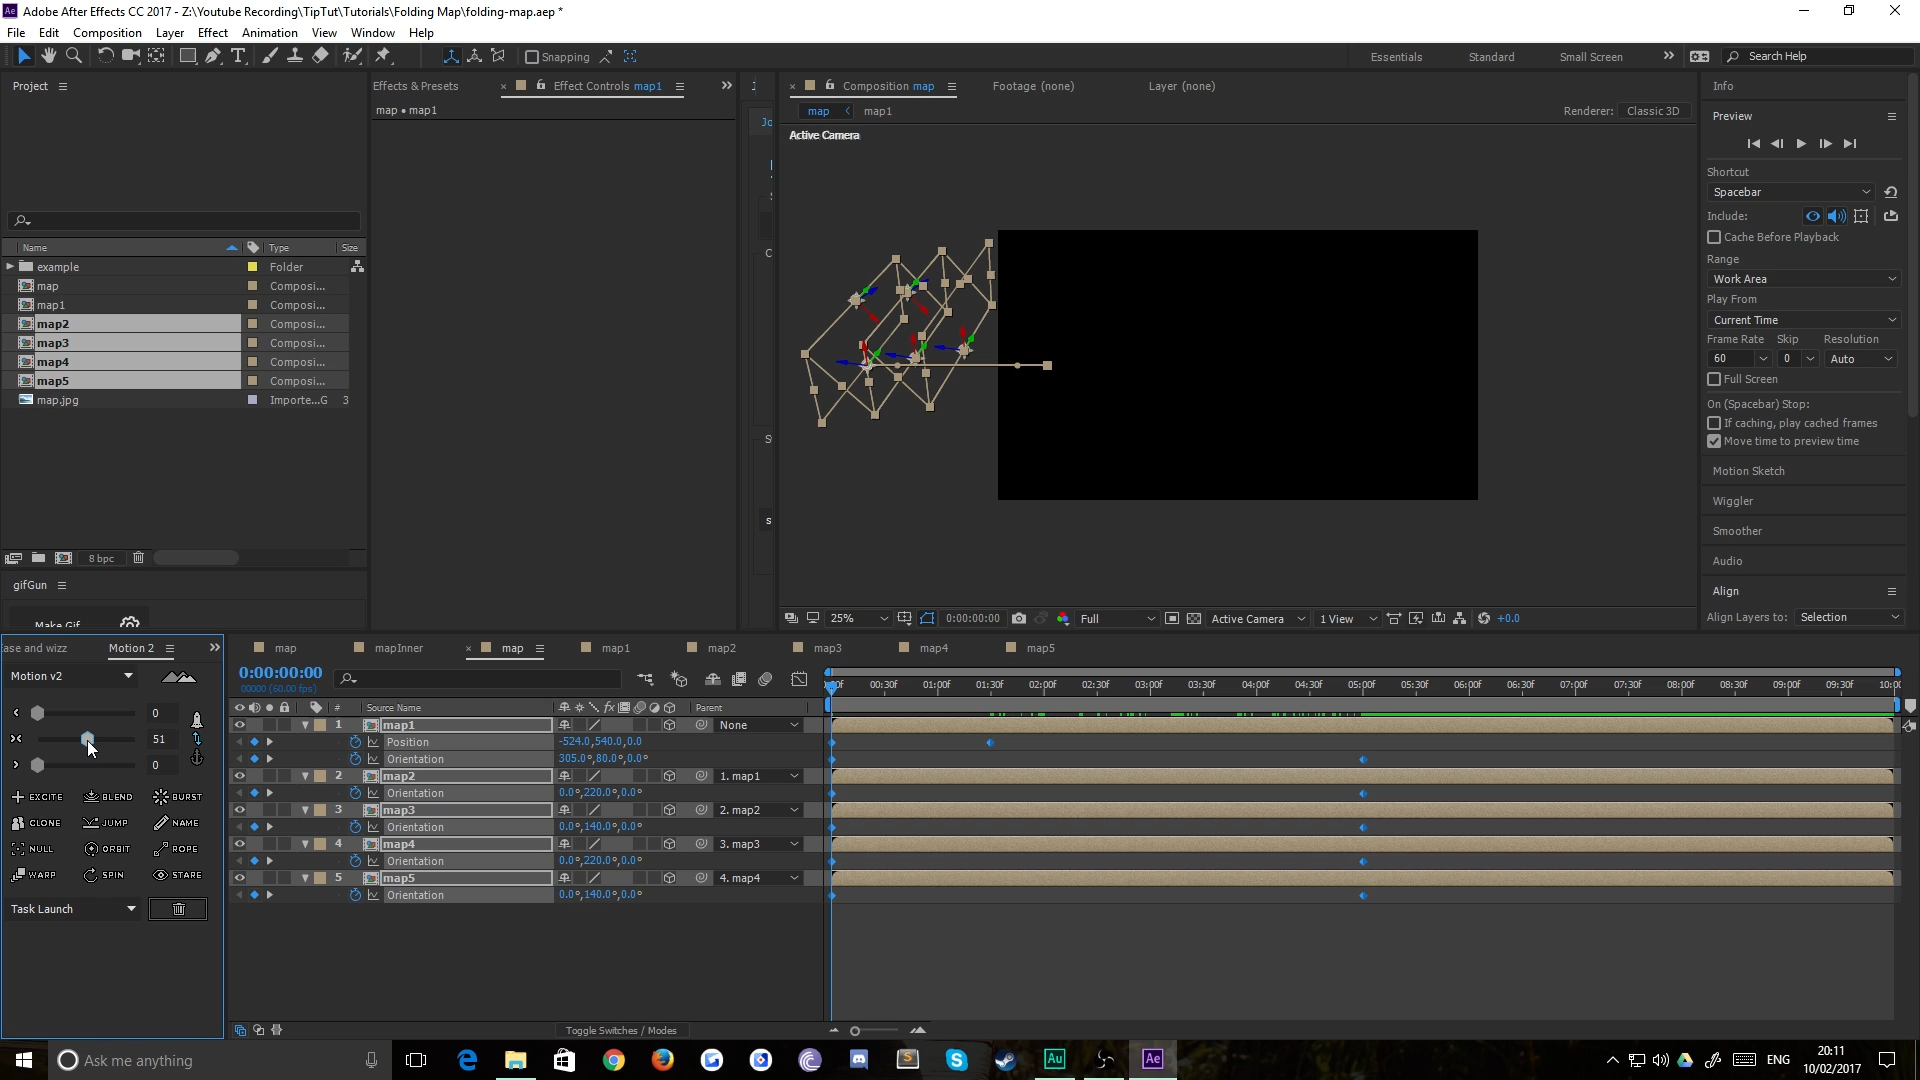 Ae Adobe After Effects CC 2017 - Z:\Youtube Recording\TipTut\Tutorials\Folding Map\folding-map.aep *
File Edit Composition Layer Effect Animation View Window Help
Snapping
Essentials Standard Small Screen Search Help
Project
Effects & Presets
Effect Controls map1
Composition map
Footage (none)
Layer (none)
Info
map • map1
map map1
Renderer: Classic 3D
Active Camera
Preview
Shortcut
Spacebar
Include:
Cache Before Playback
Range
Work Area
Play From
Current Time
Frame Rate Skip Resolution
60 0 Auto
Full Screen
On (Spacebar) Stop:
If caching, play cached frames
Move time to preview time
Motion Sketch
Wiggler
Smoother
Audio
Align
Align Layers to: Selection
Name Type Size
example Folder
map Composi...
map1 Composi...
map2 Composi...
map3 Composi...
map4 Composi...
map5 Composi...
map.jpg Importe...G 3
8 bpc
gifGun
Make Gif
25% 0:00:00:00 Full Active Camera 1 View +0.0
ase and wizz Motion 2
Motion v2
0
51
0
EXCITE BLEND BURST
CLONE JUMP NAME
NULL ORBIT ROPE
WARP SPIN STARE
Task Launch
map mapInner map map1 map2 map3 map4 map5
0:00:00:00
00000 (60.00 fps)
00:30f 01:00f 01:30f 02:00f 02:30f 03:00f 03:30f 04:00f 04:30f 05:00f 05:30f 06:00f 06:30f 07:00f 07:30f 08:00f 08:30f 09:00f 09:30f 10:00
# Source Name Parent
1 map1 None
Position -524.0,540.0,0.0
Orientation 305.0°,80.0°,0.0°
2 map2 1. map1
Orientation 0.0°,220.0°,0.0°
3 map3 2. map2
Orientation 0.0°,140.0°,0.0°
4 map4 3. map3
Orientation 0.0°,220.0°,0.0°
5 map5 4. map4
Orientation 0.0°,140.0°,0.0°
Toggle Switches / Modes
Ask me anything
Au Ae
ENG
20:11
10/02/2017